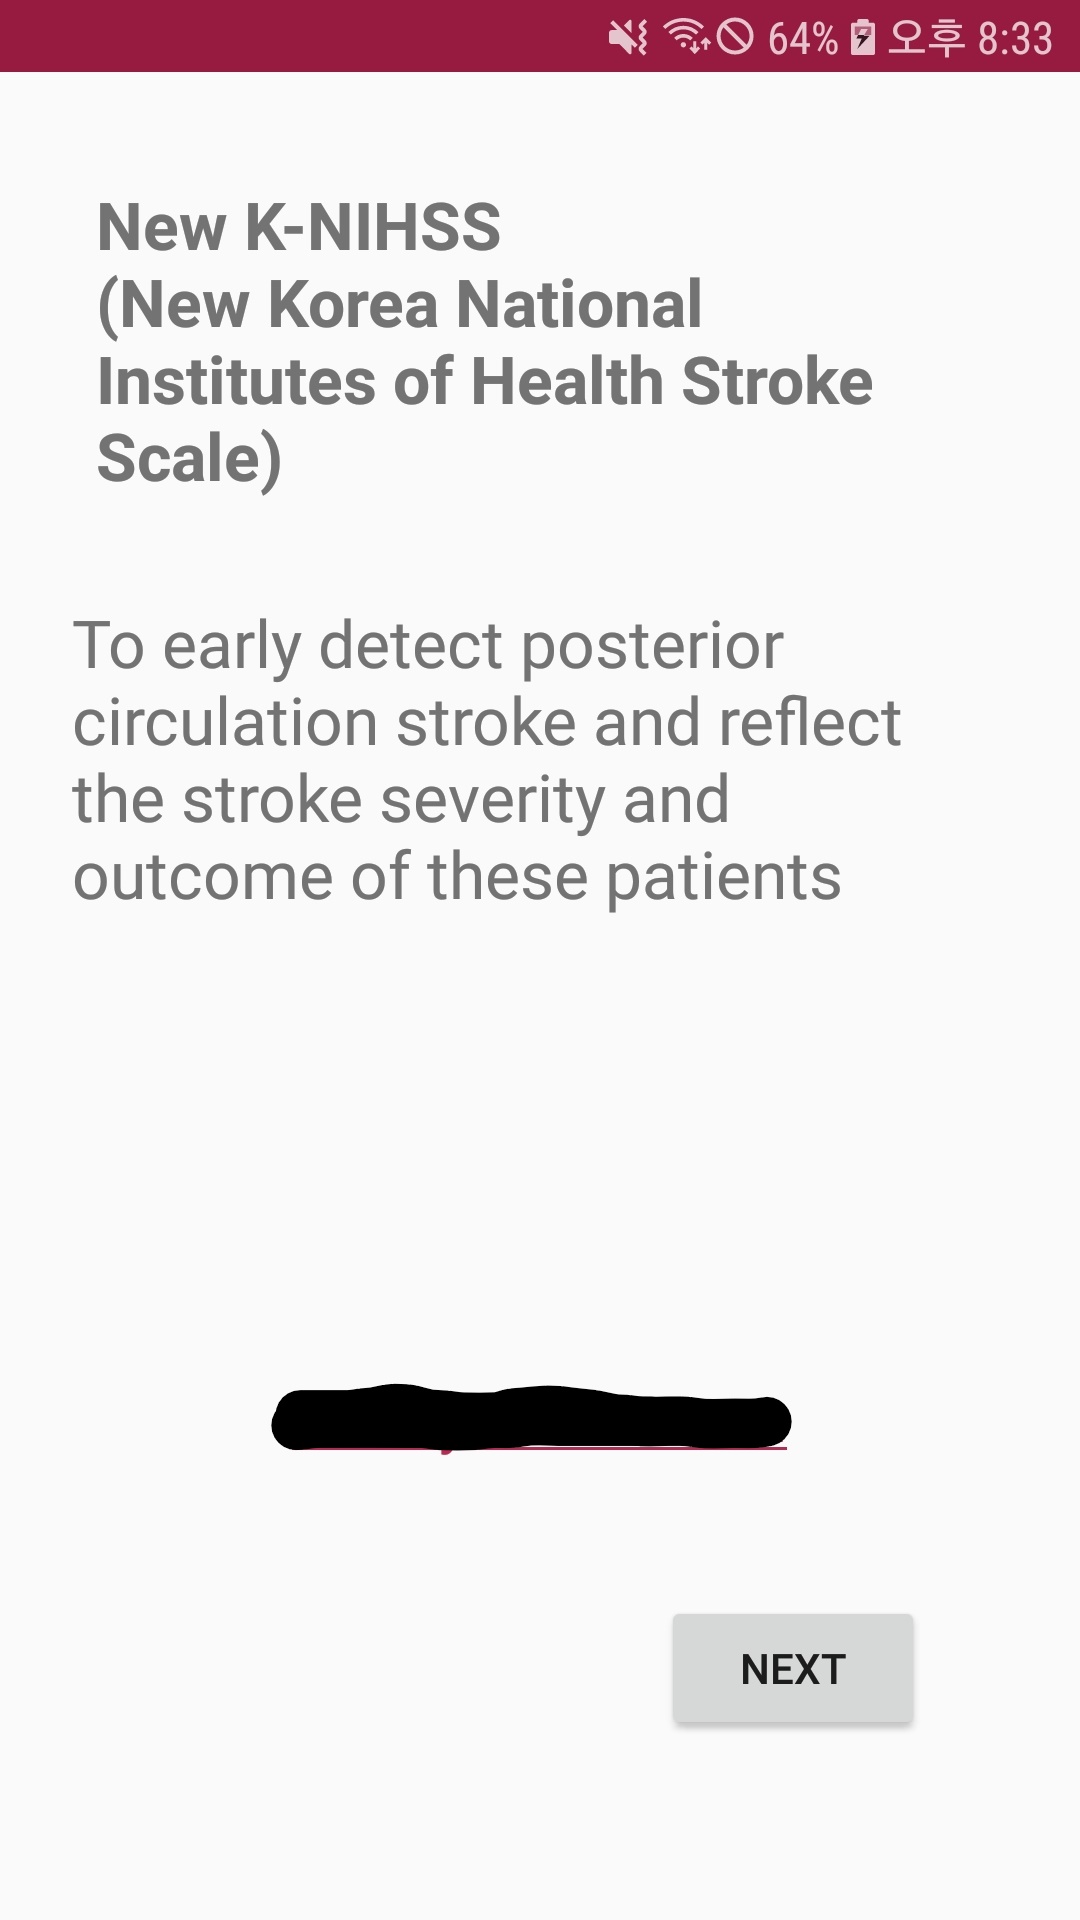 64% 오후 8:33
New K-NIHSS
(New Korea National
Institutes of Health Stroke
Scale)
To early detect posterior
circulation stroke and reflect
the stroke severity and
outcome of these patients
NEXT